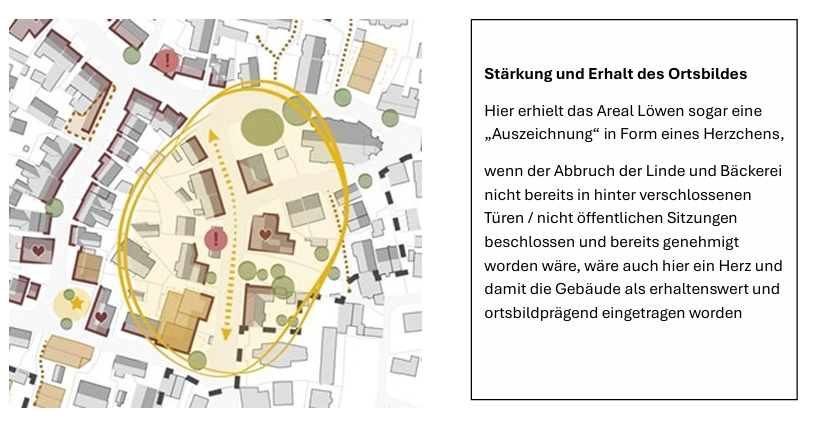 !
!
Stärkung und Erhalt des Ortsbildes
Hier erhielt das Areal Löwen sogar eine
„Auszeichnung“ in Form eines Herzchens,
wenn der Abbruch der Linde und Bäckerei
nicht bereits in hinter verschlossenen
Türen / nicht öffentlichen Sitzungen
beschlossen und bereits genehmigt
worden wäre, wäre auch hier ein Herz und
damit die Gebäude als erhaltenswert und
ortsbildprägend eingetragen worden